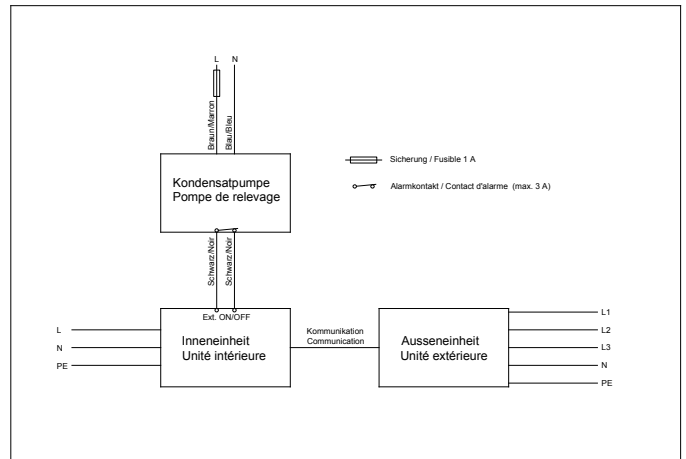 L N
Braun/Marron
Blau/Bleu
Sicherung / Fusible 1 A
Alarmkontakt / Contact d'alarme (max. 3 A)
Kondensatpumpe
Pompe de relevage
Schwarz/Noir
Schwarz/Noir
Ext. ON/OFF
Inneneinheit
Unité intérieure
L
N
PE
Kommunikation
Communication
Ausseneinheit
Unité extérieure
L1
L2
L3
N
PE